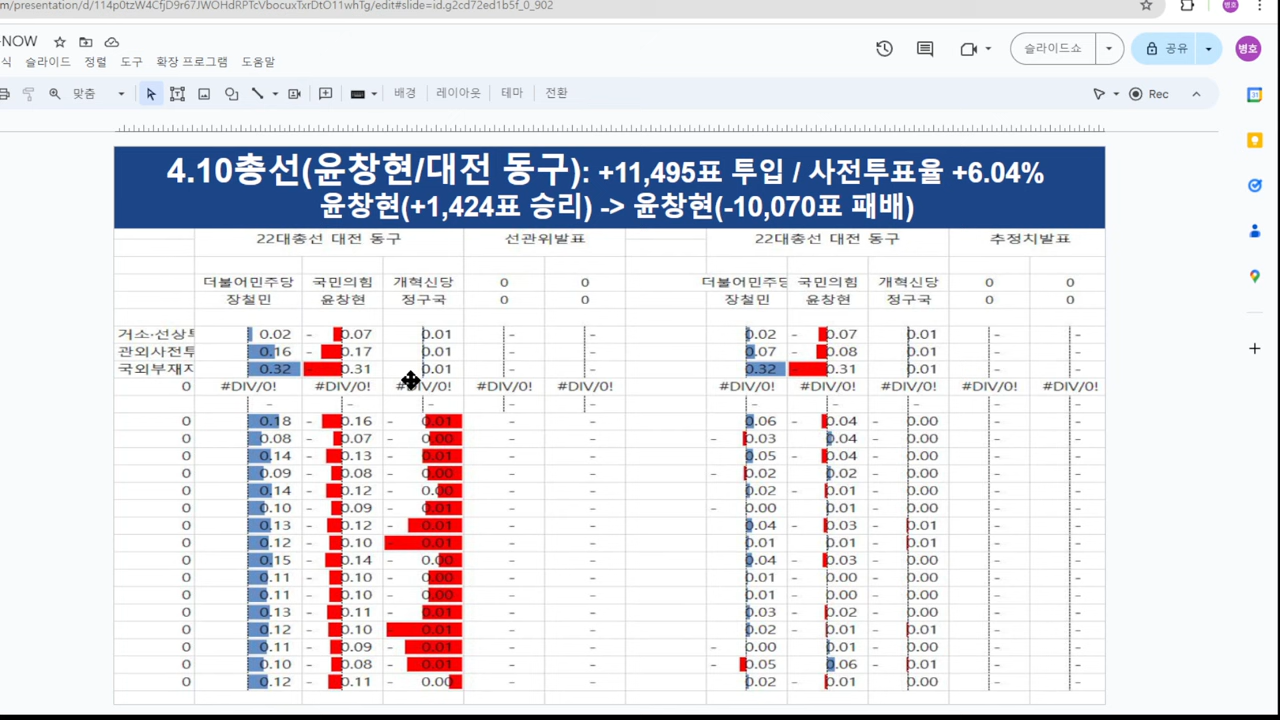 m/presentation/d/114p0tzW4CfjD9r67JWOHdRPTcVbocuxTxrDtO11whTg/edit#slide=id.g2cd72ed1b5f_0_902
병호
-NOW
슬라이드쇼
공유
병호
식 슬라이드 정렬 도구 확장 프로그램 도움말
맞춤 배경 레이아웃 테마 전환 Rec
4.10총선(윤창현/대전 동구): +11,495표 투입 / 사전투표율 +6.04%
윤창현(+1,424표 승리) -> 윤창현(-10,070표 패배)
22대총선 대전 동구 선관위발표 22대총선 대전 동구 추정치발표
더불어민주당 국민의힘 개혁신당 0 0 더불어민주당 국민의힘 개혁신당 0 0
장철민 윤창현 정구국 0 0 장철민 윤창현 정구국 0 0
거소·선상투 0.02 - 0.07 0.01 - - 0.02 - 0.07 0.01 - -
관외사전투 0.16 - 0.17 0.01 - - 0.07 - 0.08 0.01 - -
국외부재자 0.32 - 0.31 0.01 - - 0.32 - 0.31 0.01 - -
0 #DIV/0! #DIV/0! #DIV/0! #DIV/0! #DIV/0! #DIV/0! #DIV/0! #DIV/0! #DIV/0! #DIV/0!
- - - - - - - - - -
0 0.18 - 0.16 - 0.01 - - 0.06 - 0.04 - 0.00 - -
0 0.08 - 0.07 - 0.00 - - - 0.03 0.04 - 0.00 - -
0 0.14 - 0.13 - 0.01 - - 0.05 - 0.04 - 0.00 - -
0 0.09 - 0.08 - 0.00 - - - 0.02 0.02 - 0.00 - -
0 0.14 - 0.12 - 0.00 - - 0.02 - 0.01 - 0.00 - -
0 0.10 - 0.09 - 0.01 - - - 0.00 0.01 - 0.00 - -
0 0.13 - 0.12 - 0.01 - - 0.04 - 0.03 - 0.01 - -
0 0.12 - 0.10 - 0.01 - - 0.01 0.01 - 0.01 - -
0 0.15 - 0.14 - 0.00 - - 0.04 - 0.03 - 0.00 - -
0 0.11 - 0.10 - 0.00 - - 0.01 - 0.00 - 0.00 - -
0 0.11 - 0.10 - 0.00 - - 0.01 - 0.00 - 0.00 - -
0 0.13 - 0.11 - 0.01 - - 0.03 - 0.02 - 0.00 - -
0 0.12 - 0.10 - 0.01 - - 0.02 - 0.01 - 0.01 - -
0 0.11 - 0.09 - 0.01 - - 0.00 0.01 - 0.00 - -
0 0.10 - 0.08 - 0.01 - - - 0.05 0.06 - 0.01 - -
0 0.12 - 0.11 - 0.00 - - 0.02 - 0.01 - 0.00 - -